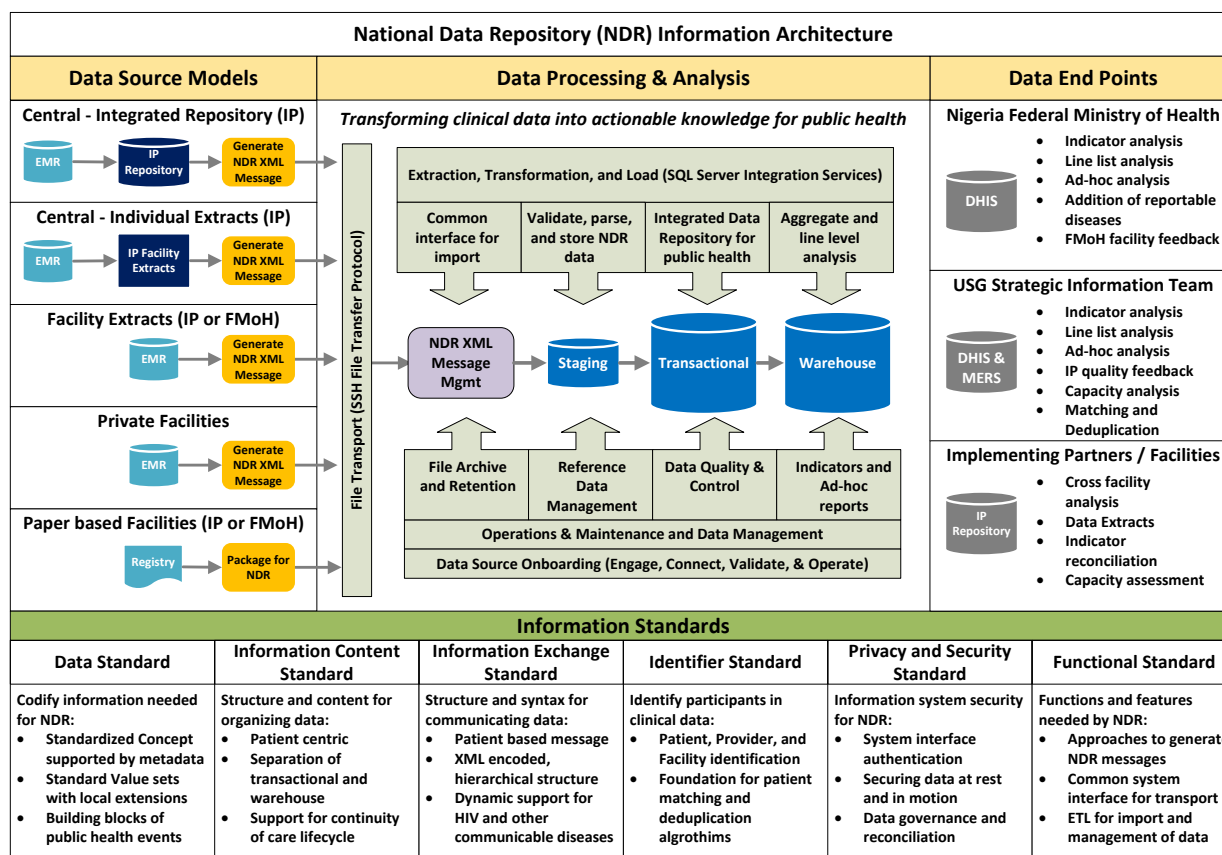 National Data Repository (NDR) Information Architecture
Data Source Models
Data Processing & Analysis
Data End Points
Central - Integrated Repository (IP)
EMR
IP
Repository
Generate
NDR XML
Message
Central - Individual Extracts (IP)
EMR
IP Facility
Extracts
Generate
NDR XML
Message
Facility Extracts (IP or FMoH)
EMR
Generate
NDR XML
Message
Private Facilities
EMR
Generate
NDR XML
Message
Paper based Facilities (IP or FMoH)
Registry
Package for
NDR
Transforming clinical data into actionable knowledge for public health
File Transport (SSH File Transfer Protocol)
Extraction, Transformation, and Load (SQL Server Integration Services)
Common
interface for
import
Validate, parse,
and store NDR
data
Integrated Data
Repository for
public health
Aggregate and
line level
analysis
NDR XML
Message
Mgmt
Staging
Transactional
Warehouse
File Archive
and Retention
Reference
Data
Management
Data Quality &
Control
Indicators and
Ad-hoc
reports
Operations & Maintenance and Data Management
Data Source Onboarding (Engage, Connect, Validate, & Operate)
Nigeria Federal Ministry of Health
DHIS
• Indicator analysis
• Line list analysis
• Ad-hoc analysis
• Addition of reportable
diseases
• FMoH facility feedback
USG Strategic Information Team
DHIS &
MERS
• Indicator analysis
• Line list analysis
• Ad-hoc analysis
• IP quality feedback
• Capacity analysis
• Matching and
Deduplication
Implementing Partners / Facilities
IP
Repository
• Cross facility
analysis
• Data Extracts
• Indicator
reconciliation
• Capacity assessment
Information Standards
Data Standard
Codify information needed
for NDR:
• Standardized Concept
supported by metadata
• Standard Value sets
with local extensions
• Building blocks of
public health events
Information Content
Standard
Structure and content for
organizing data:
• Patient centric
• Separation of
transactional and
warehouse
• Support for continuity
of care lifecycle
Information Exchange
Standard
Structure and syntax for
communicating data:
• Patient based message
• XML encoded,
hierarchical structure
• Dynamic support for
HIV and other
communicable diseases
Identifier Standard
Identify participants in
clinical data:
• Patient, Provider, and
Facility identification
• Foundation for patient
matching and
deduplication
algrothims
Privacy and Security
Standard
Information system security
for NDR:
• System interface
authentication
• Securing data at rest
and in motion
• Data governance and
reconciliation
Functional Standard
Functions and features
needed by NDR:
• Approaches to generat
NDR messages
• Common system
interface for transport
• ETL for import and
management of data